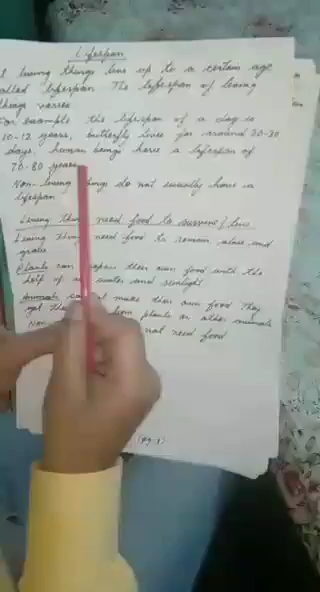 Lifespan
l living things live up to a certain age
alled lifespan. The lifespan of living
things varies
For example the lifespan of a dog is
10-12 years, butterfly lives for around 20-30
days, human beings have a lifespan of
70-80 years
Non-living things do not usually have a
lifespan
Living things need food to survive / live
Living things need food to remain alive and
Plants can prepare their own food with the
help of water and sunlight
Animals make their own food They
get from plants or other animals
Non not need food
(pg. 1)